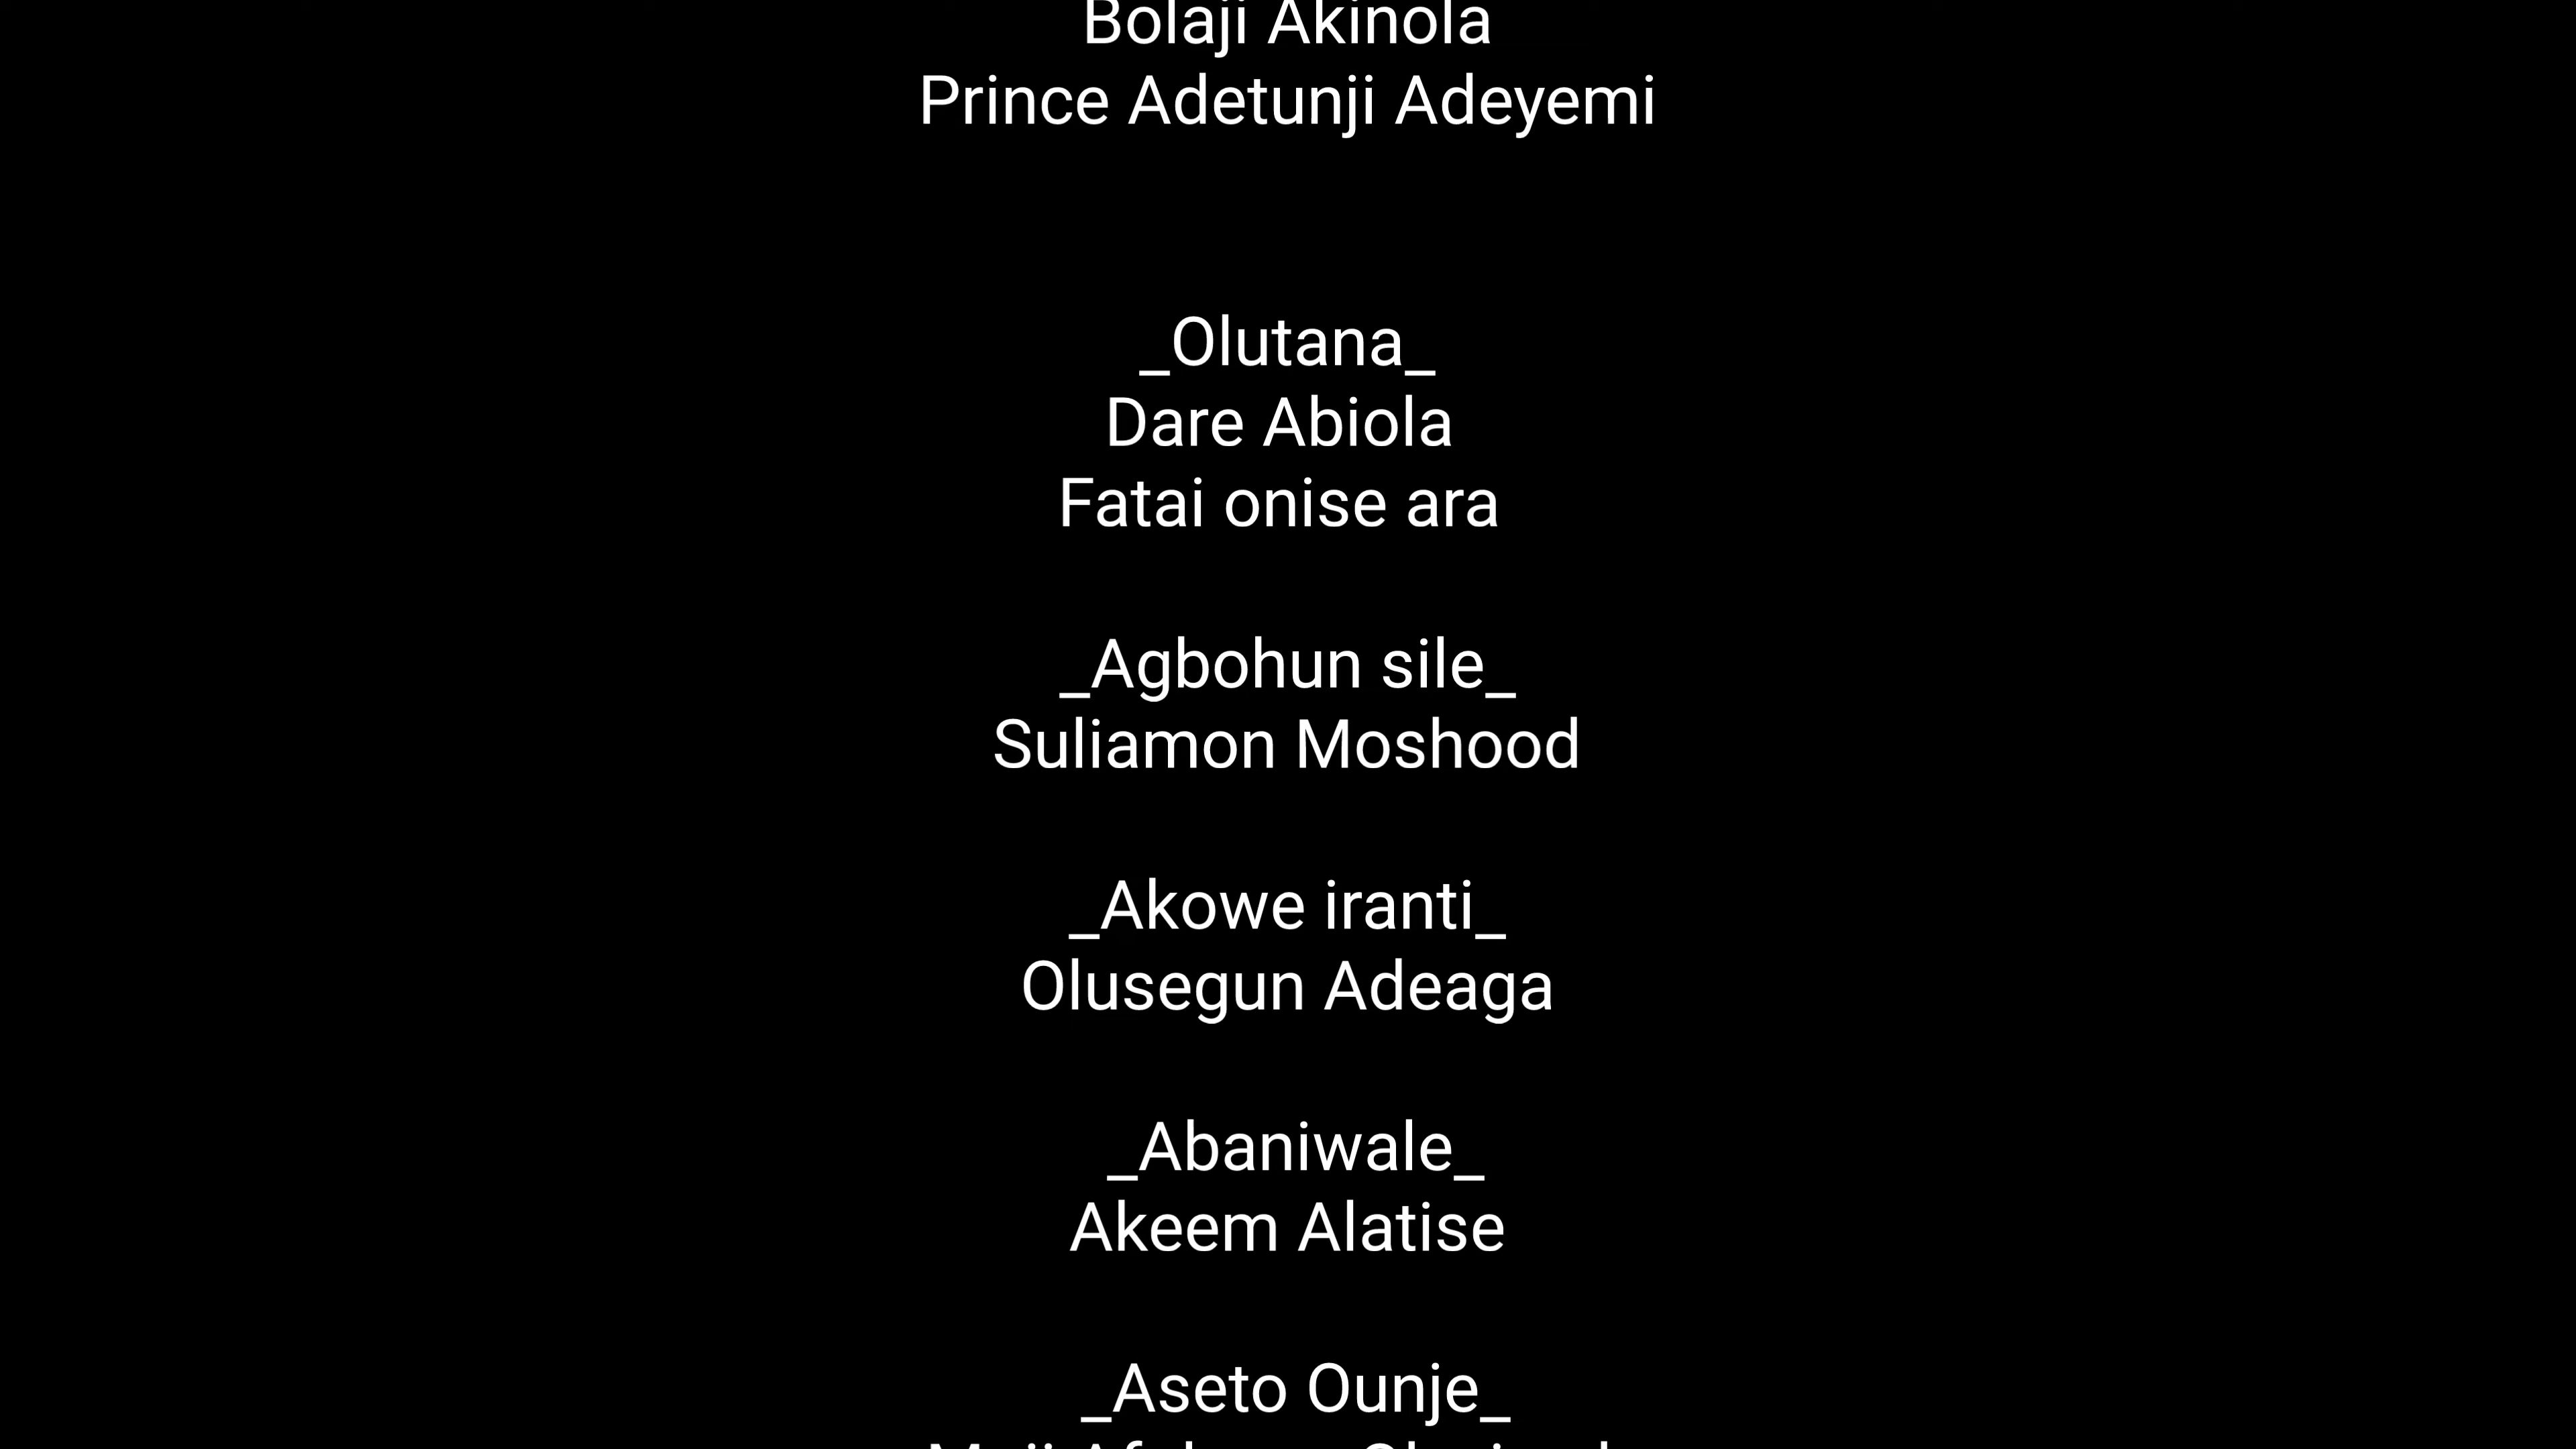 Bolaji Akinola
Prince Adetunji Adeyemi
_Olutana_
Dare Abiola
Fatai onise ara
_Agbohun sile_
Suliamon Moshood
_Akowe iranti_
Olusegun Adeaga
_Abaniwale_
Akeem Alatise
_Aseto Ounje_